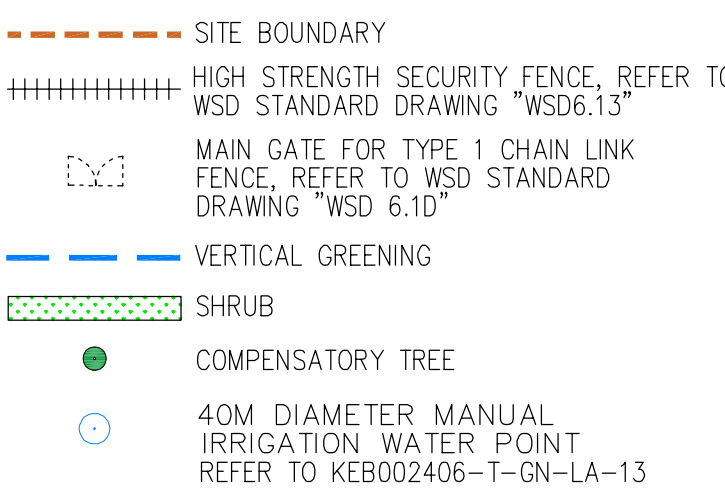 SITE BOUNDARY
HIGH STRENGTH SECURITY FENCE, REFER TO
WSD STANDARD DRAWING "WSD6.13"
MAIN GATE FOR TYPE 1 CHAIN LINK
FENCE, REFER TO WSD STANDARD
DRAWING "WSD 6.1D"
VERTICAL GREENING
SHRUB
COMPENSATORY TREE
40M DIAMETER MANUAL
IRRIGATION WATER POINT
REFER TO KEB002406-T-GN-LA-13